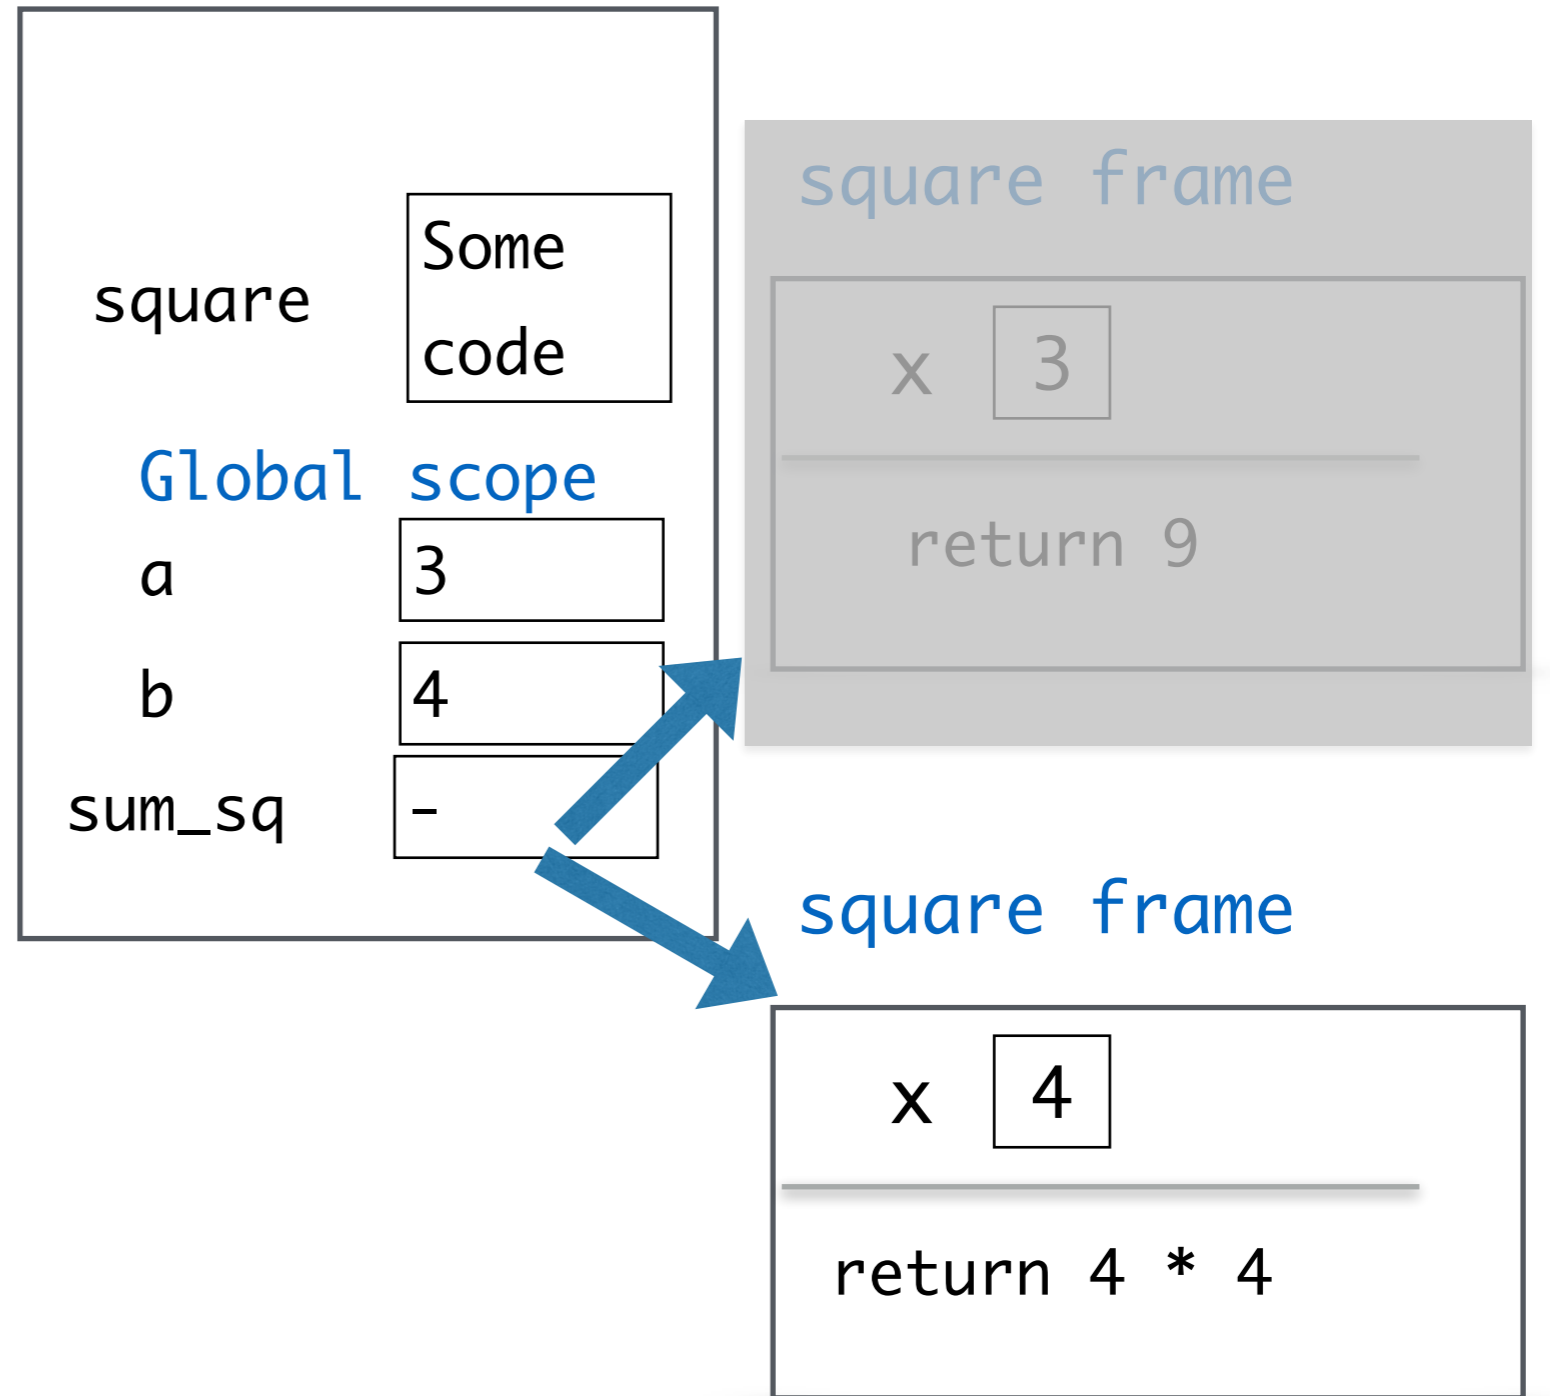 square
Some
code
Global scope
a 3
b 4
sum_sq -
square frame
x 3
return 9
square frame
x 4
return 4 * 4